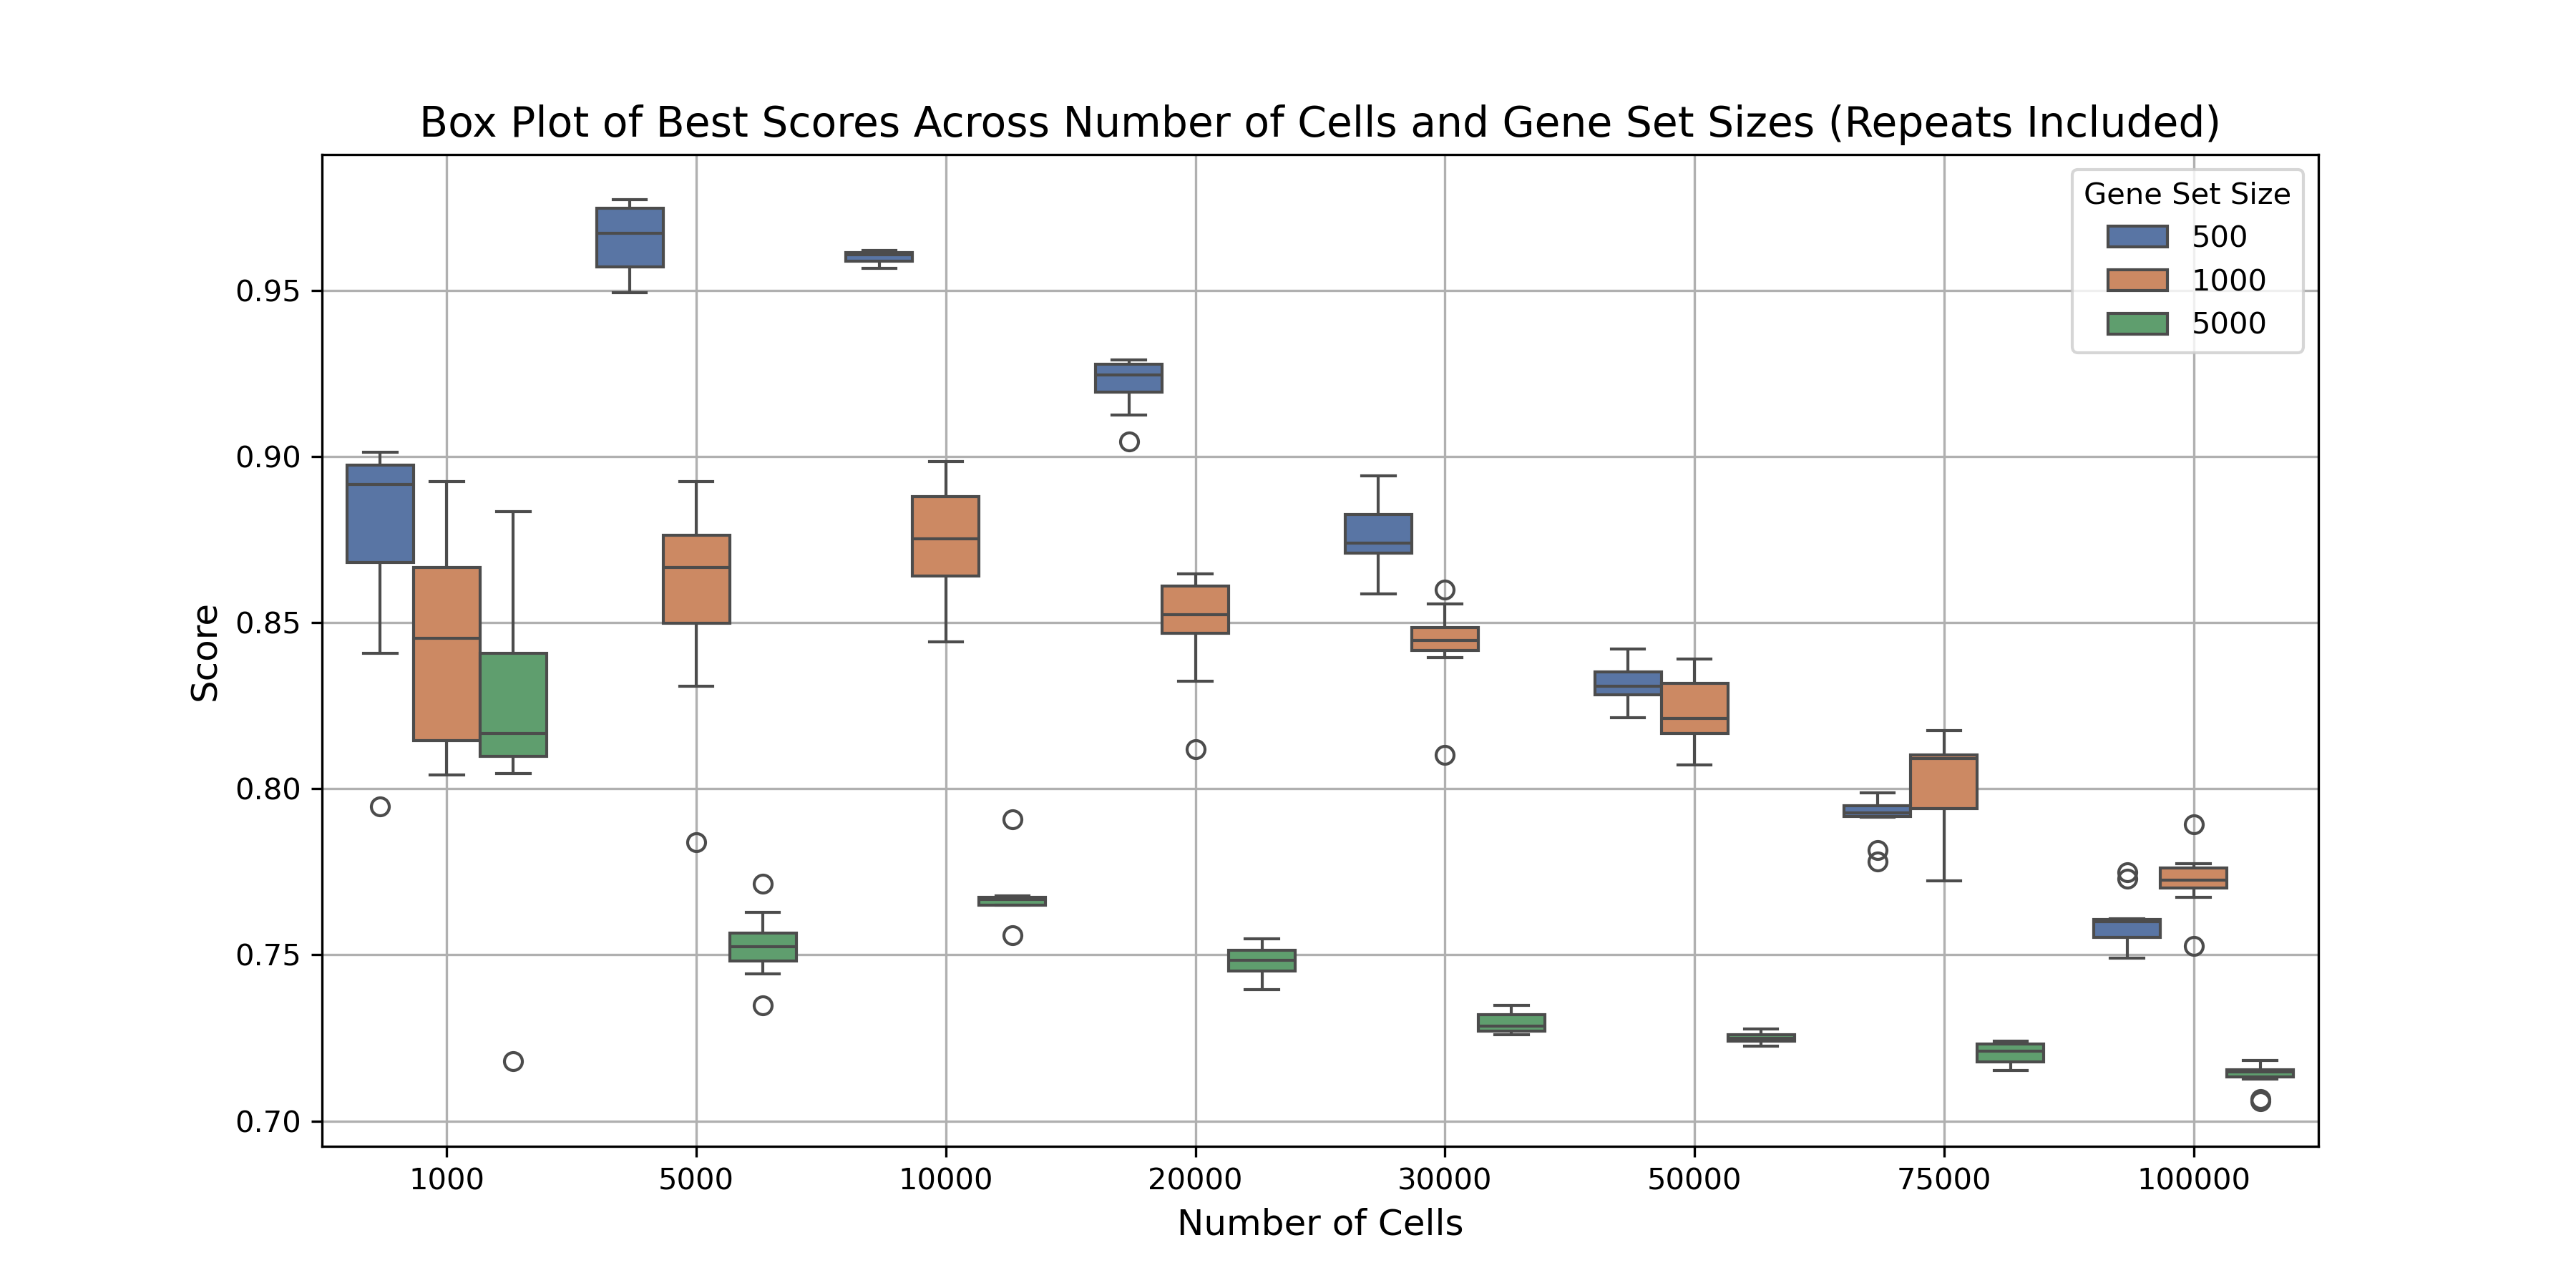 Box Plot of Best Scores Across Number of Cells and Gene Set Sizes (Repeats Included)
Gene Set Size
500
1000
5000
Score
0.95
0.90
0.85
0.80
0.75
0.70
1000 5000 10000 20000 30000 50000 75000 100000
Number of Cells